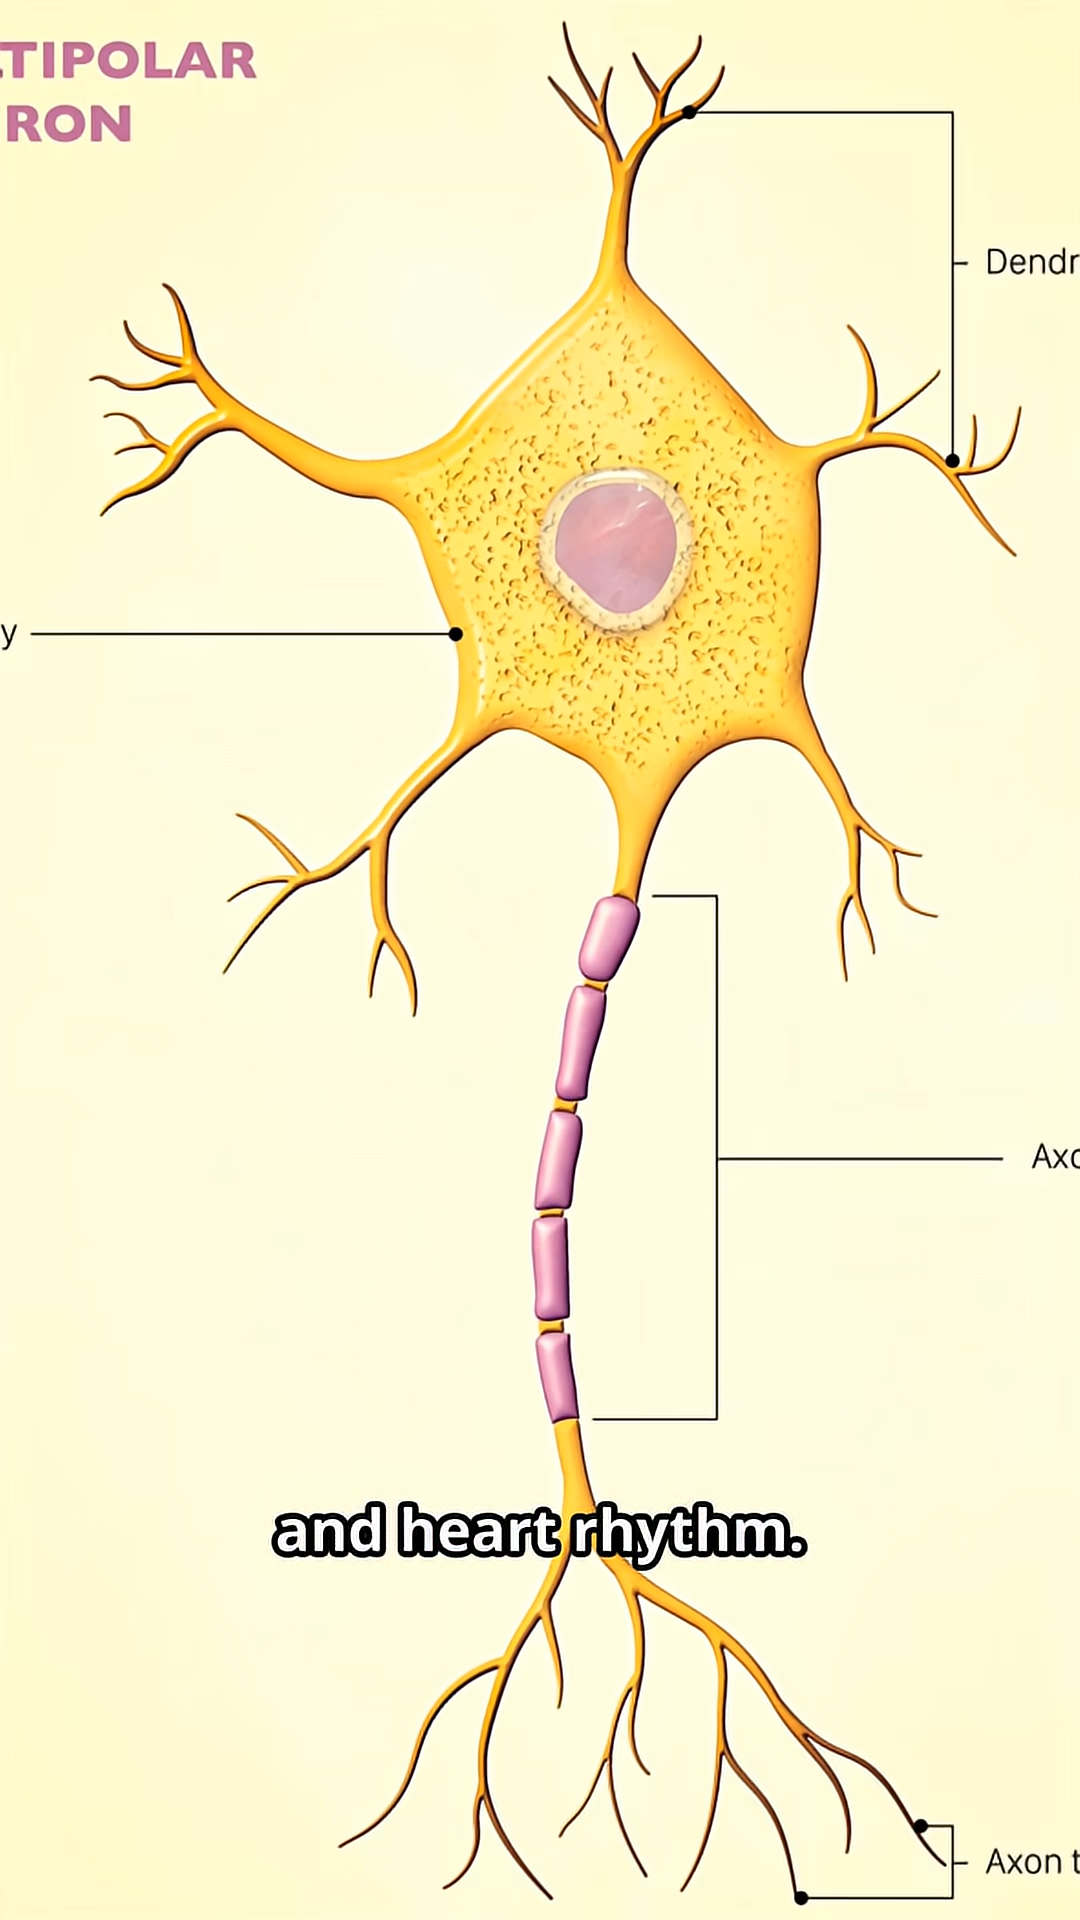 TIPOLAR
RON
Dendr
y
Axo
and heart rhythm.
Axon t